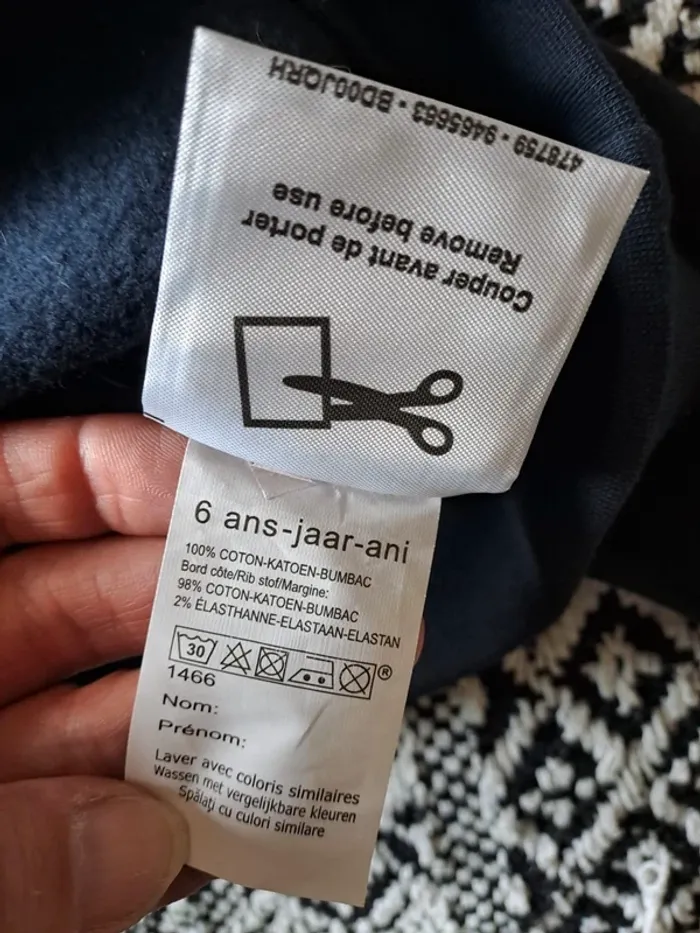 478759 • 9465663 • BD00JQRH
Remove before use
Couper avant de porter
6 ans-jaar-ani
100% COTON-KATOEN-BUMBAC
Bord côte/Rib stof/Margine:
98% COTON-KATOEN-BUMBAC
2% ÉLASTHANNE-ELASTAAN-ELASTAN
30
®
1466
Nom:
Prénom:
Laver avec coloris similaires
Wassen met vergelijkbare kleuren
Spălați cu culori similare